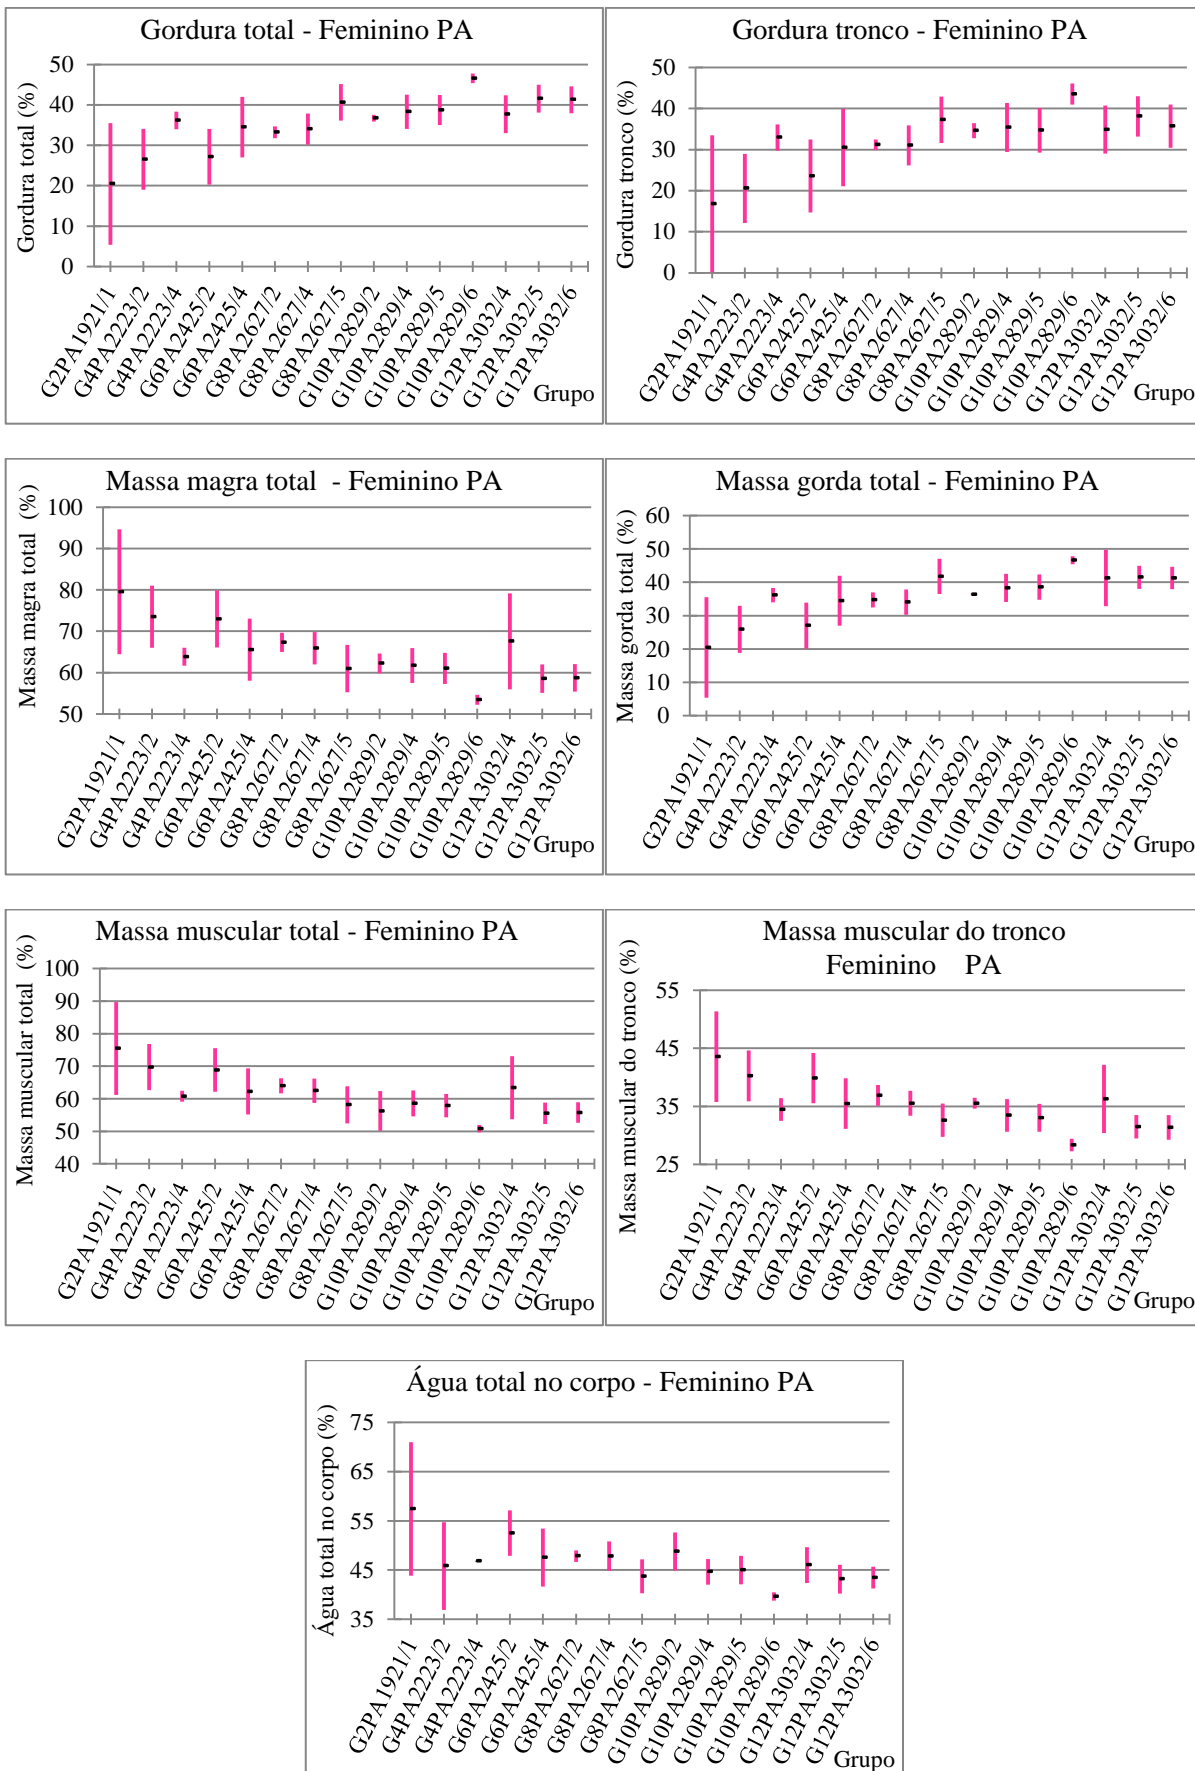 Gordura total - Feminino PA
Gordura total (%)
50
40
30
20
10
0
G2PA1921/1
G4PA2223/2
G4PA2223/4
G6PA2425/2
G6PA2425/4
G8PA2627/2
G8PA2627/4
G8PA2627/5
G10PA2829/2
G10PA2829/4
G10PA2829/5
G10PA2829/6
G12PA3032/4
G12PA3032/5
G12PA3032/6
Grupo
Gordura tronco - Feminino PA
Gordura tronco (%)
50
40
30
20
10
0
G2PA1921/1
G4PA2223/2
G4PA2223/4
G6PA2425/2
G6PA2425/4
G8PA2627/2
G8PA2627/4
G8PA2627/5
G10PA2829/2
G10PA2829/4
G10PA2829/5
G10PA2829/6
G12PA3032/4
G12PA3032/5
G12PA3032/6
Grupo
Massa magra total - Feminino PA
Massa magra total (%)
100
90
80
70
60
50
G2PA1921/1
G4PA2223/2
G4PA2223/4
G6PA2425/2
G6PA2425/4
G8PA2627/2
G8PA2627/4
G8PA2627/5
G10PA2829/2
G10PA2829/4
G10PA2829/5
G10PA2829/6
G12PA3032/4
G12PA3032/5
G12PA3032/6
Grupo
Massa gorda total - Feminino PA
Massa gorda total (%)
60
50
40
30
20
10
0
G2PA1921/1
G4PA2223/2
G4PA2223/4
G6PA2425/2
G6PA2425/4
G8PA2627/2
G8PA2627/4
G8PA2627/5
G10PA2829/2
G10PA2829/4
G10PA2829/5
G10PA2829/6
G12PA3032/4
G12PA3032/5
G12PA3032/6
Grupo
Massa muscular total - Feminino PA
Massa muscular total (%)
100
90
80
70
60
50
40
G2PA1921/1
G4PA2223/2
G4PA2223/4
G6PA2425/2
G6PA2425/4
G8PA2627/2
G8PA2627/4
G8PA2627/5
G10PA2829/2
G10PA2829/4
G10PA2829/5
G10PA2829/6
G12PA3032/4
G12PA3032/5
G12PA3032/6
Grupo
Massa muscular do tronco
Feminino PA
Massa muscular do tronco (%)
55
45
35
25
G2PA1921/1
G4PA2223/2
G4PA2223/4
G6PA2425/2
G6PA2425/4
G8PA2627/2
G8PA2627/4
G8PA2627/5
G10PA2829/2
G10PA2829/4
G10PA2829/5
G10PA2829/6
G12PA3032/4
G12PA3032/5
G12PA3032/6
Grupo
Água total no corpo - Feminino PA
Água total no corpo (%)
75
65
55
45
35
G2PA1921/1
G4PA2223/2
G4PA2223/4
G6PA2425/2
G6PA2425/4
G8PA2627/2
G8PA2627/4
G8PA2627/5
G10PA2829/2
G10PA2829/4
G10PA2829/5
G10PA2829/6
G12PA3032/4
G12PA3032/5
G12PA3032/6
Grupo